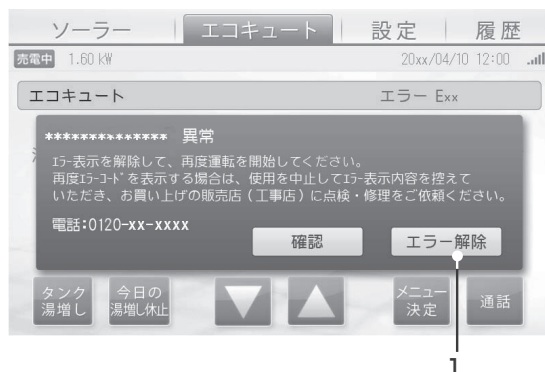 ソーラー エコキュート 設定 履歴
売電中 1.60 kW 20xx/04/10 12:00
エコキュート エラー Exx
************** 異常
エラー表示を解除して、再度運転を開始してください。
再度エラーコードを表示する場合は、使用を中止してエラー表示内容を控えて
いただき、お買い上げの販売店（工事店）に点検・修理をご依頼ください。
電話:0120-xx-xxxx
確認 エラー解除
タンク 今日の メニュー 通話
湯増し 湯増し休止 決定
1